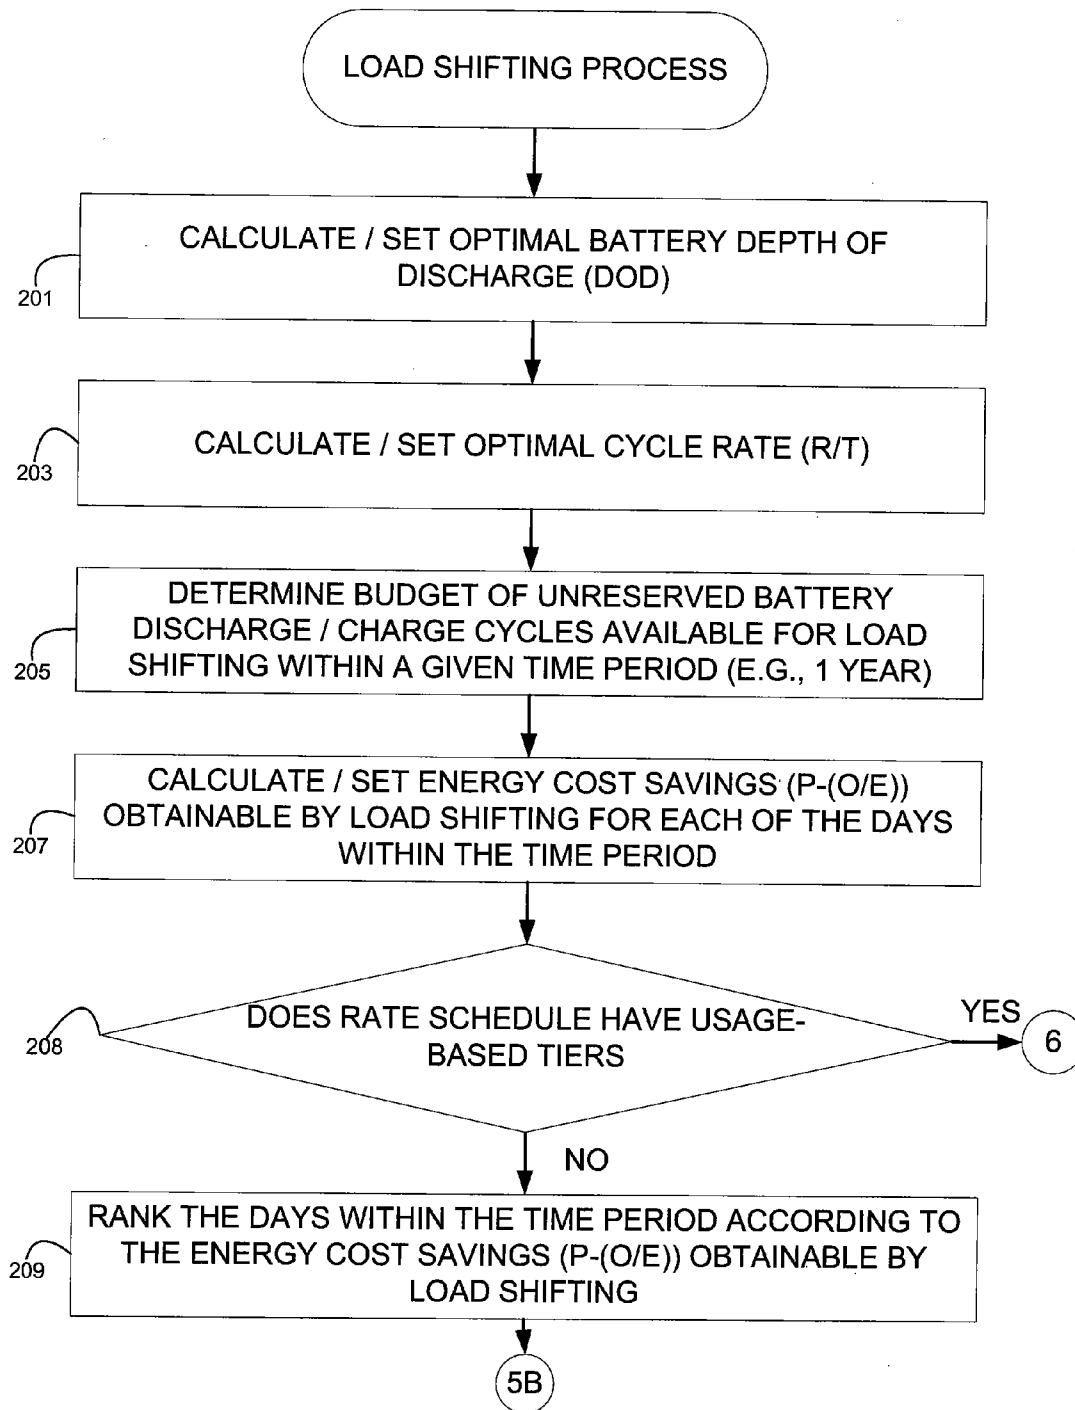 LOAD SHIFTING PROCESS
CALCULATE / SET OPTIMAL BATTERY DEPTH OF
DISCHARGE (DOD)
201
CALCULATE / SET OPTIMAL CYCLE RATE (R/T)
203
DETERMINE BUDGET OF UNRESERVED BATTERY
DISCHARGE / CHARGE CYCLES AVAILABLE FOR LOAD
SHIFTING WITHIN A GIVEN TIME PERIOD (E.G., 1 YEAR)
205
CALCULATE / SET ENERGY COST SAVINGS (P-(O/E))
OBTAINABLE BY LOAD SHIFTING FOR EACH OF THE DAYS
WITHIN THE TIME PERIOD
207
DOES RATE SCHEDULE HAVE USAGE-
BASED TIERS
208
YES
6
NO
RANK THE DAYS WITHIN THE TIME PERIOD ACCORDING TO
THE ENERGY COST SAVINGS (P-(O/E)) OBTAINABLE BY
LOAD SHIFTING
209
5B